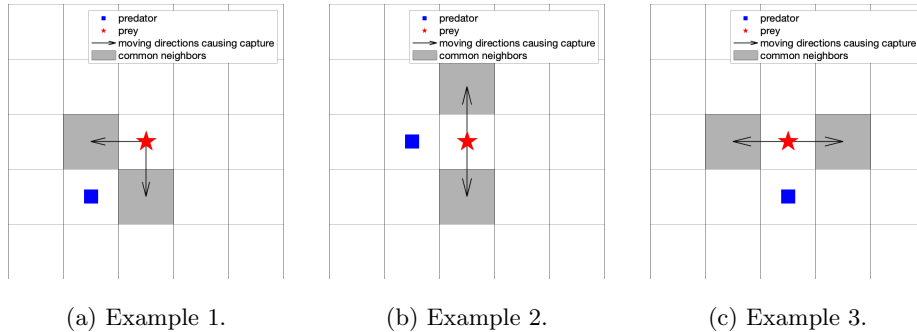 predator
prey
moving directions causing capture
common neighbors
predator
prey
moving directions causing capture
common neighbors
predator
prey
moving directions causing capture
common neighbors
(a) Example 1.
(b) Example 2.
(c) Example 3.